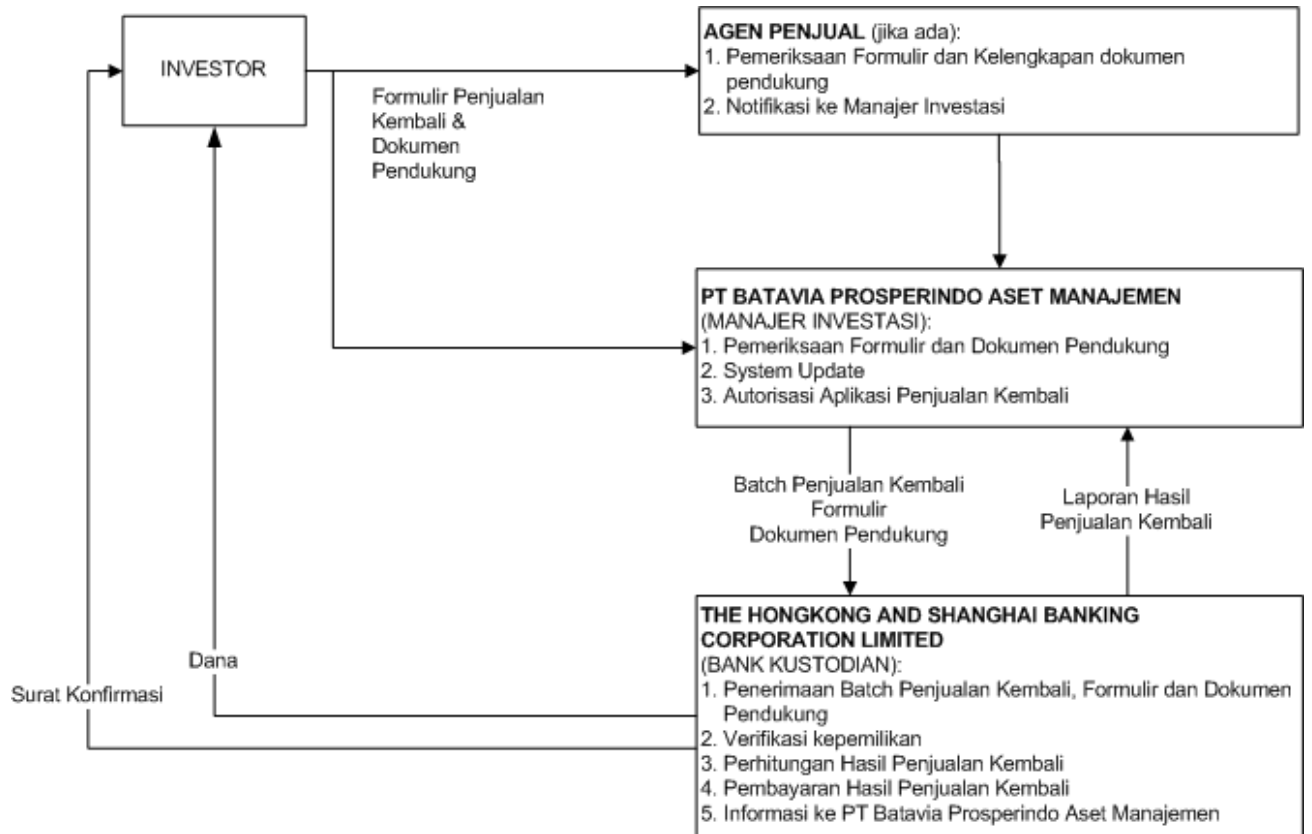 INVESTOR
Formulir Penjualan
Kembali &
Dokumen
Pendukung
AGEN PENJUAL (jika ada):
1. Pemeriksaan Formulir dan Kelengkapan dokumen
pendukung
2. Notifikasi ke Manajer Investasi
PT BATAVIA PROSPERINDO ASET MANAJEMEN
(MANAJER INVESTASI):
1. Pemeriksaan Formulir dan Dokumen Pendukung
2. System Update
3. Autorisasi Aplikasi Penjualan Kembali
Batch Penjualan Kembali
Formulir
Dokumen Pendukung
Laporan Hasil
Penjualan Kembali
THE HONGKONG AND SHANGHAI BANKING
CORPORATION LIMITED
(BANK KUSTODIAN):
1. Penerimaan Batch Penjualan Kembali, Formulir dan Dokumen
Pendukung
2. Verifikasi kepemilikan
3. Perhitungan Hasil Penjualan Kembali
4. Pembayaran Hasil Penjualan Kembali
5. Informasi ke PT Batavia Prosperindo Aset Manajemen
Dana
Surat Konfirmasi